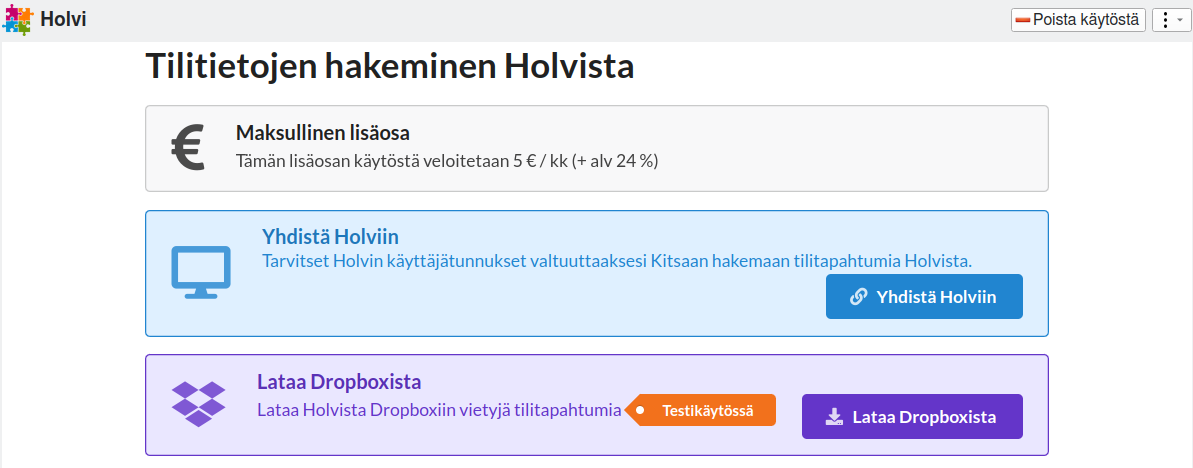 Holvi
Poista käytöstä
Tilitietojen hakeminen Holvista
€
Maksullinen lisäosa
Tämän lisäosan käytöstä veloitetaan 5 € / kk (+ alv 24 %)
Yhdistä Holviin
Tarvitset Holvin käyttäjätunnukset valtuuttaaksesi Kitsaan hakemaan tilitapahtumia Holvista.
Yhdistä Holviin
Lataa Dropboxista
Lataa Holvista Dropboxiin vietyjä tilitapahtumia
Testikäytössä
Lataa Dropboxista